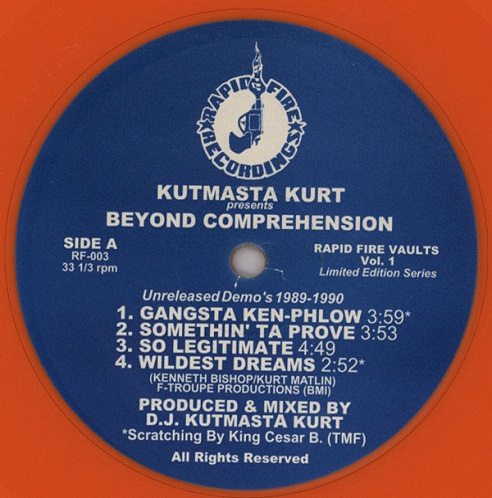 RAPID FIRE
RECORDINGS
KUTMASTA KURT
presents
BEYOND COMPREHENSION
SIDE A
RF-003
33 1/3 rpm
RAPID FIRE VAULTS
Vol. 1
Limited Edition Series
Unreleased Demo's 1989-1990
1. GANGSTA KEN-PHLOW 3:59*
2. SOMETHIN' TA PROVE 3:53
3. SO LEGITIMATE 4:49
4. WILDEST DREAMS 2:52*
(KENNETH BISHOP/KURT MATLIN)
F-TROUPE PRODUCTIONS (BMI)
PRODUCED & MIXED BY
D.J. KUTMASTA KURT
*Scratching By King Cesar B. (TMF)
All Rights Reserved